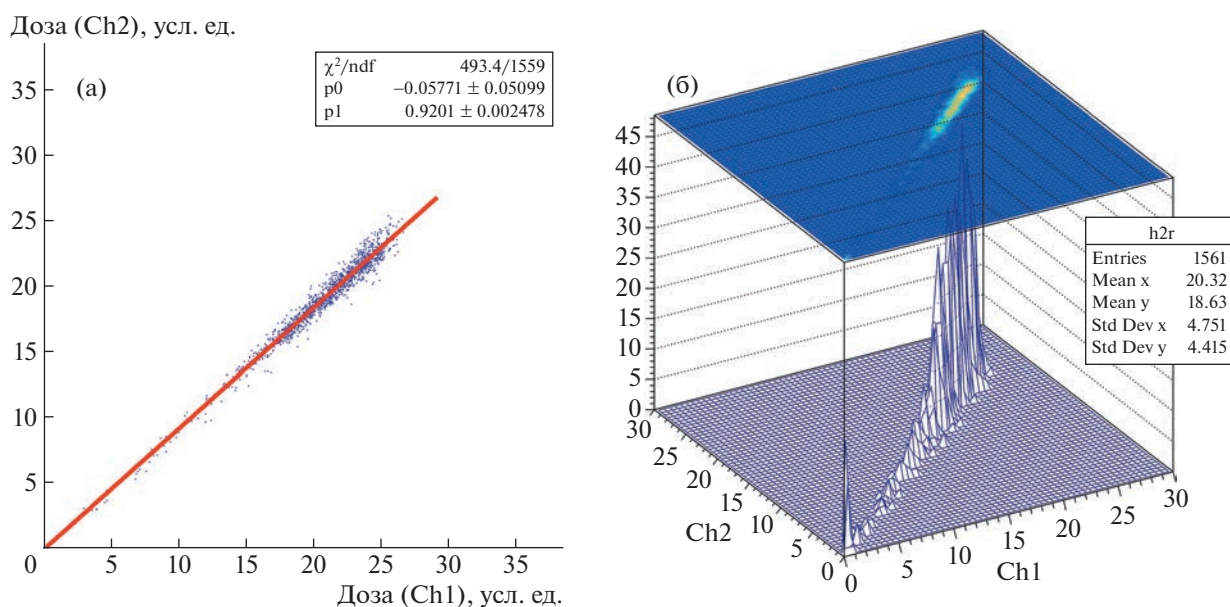 Доза (Ch2), усл. ед.
(а)
χ²/ndf 493.4/1559
p0 −0.05771 ± 0.05099
p1 0.9201 ± 0.002478
35
30
25
20
15
10
5
0 5 10 15 20 25 30 35
Доза (Ch1), усл. ед.
(б)
45
40
35
30
25
20
15
10
5
0
h2r
Entries 1561
Mean x 20.32
Mean y 18.63
Std Dev x 4.751
Std Dev y 4.415
30
25
20
15
10
5
0
Ch2
0 5 10 15 20 25 30
Ch1